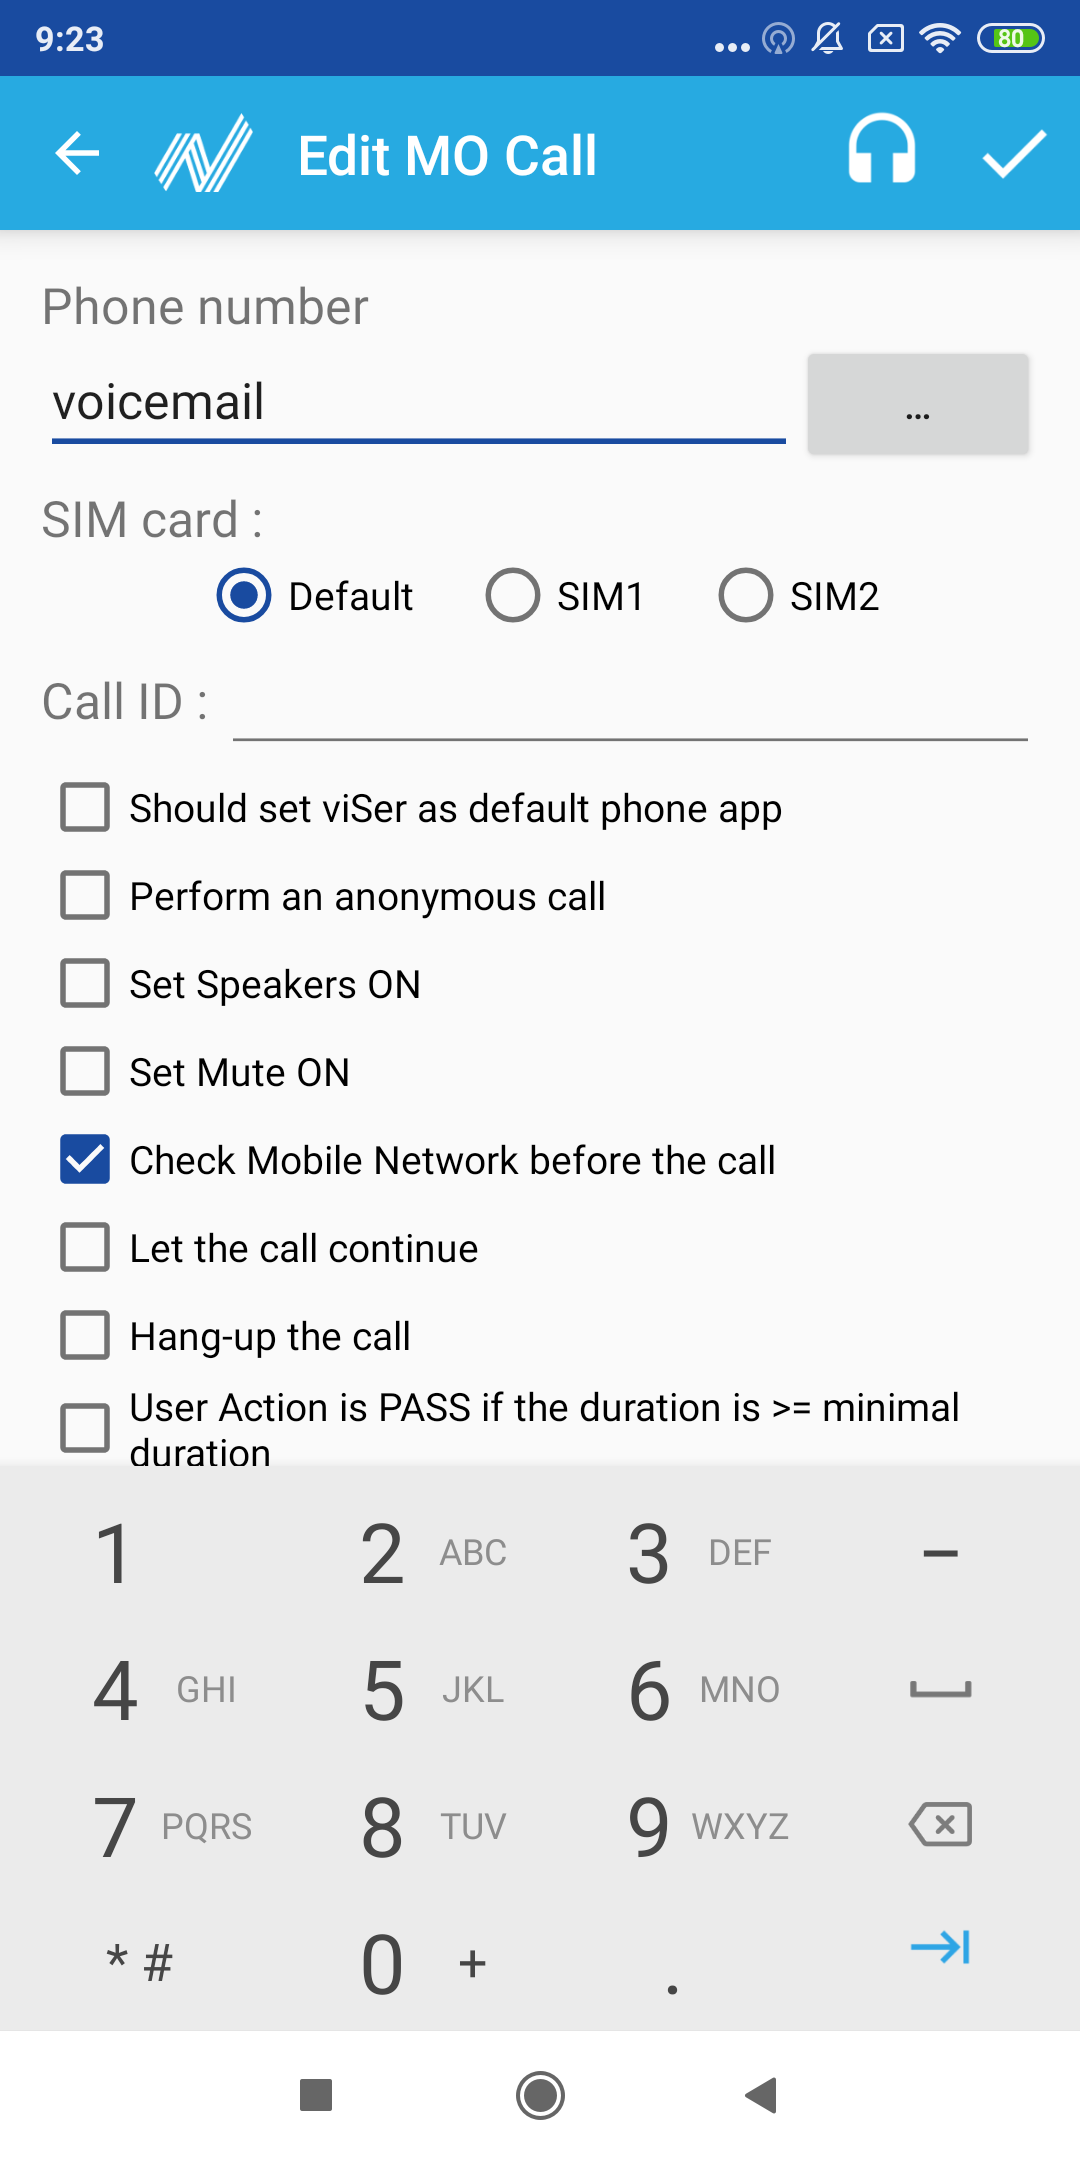 9:23
80
Edit MO Call
Phone number
voicemail
...
SIM card :
Default SIM1 SIM2
Call ID :
Should set viSer as default phone app
Perform an anonymous call
Set Speakers ON
Set Mute ON
Check Mobile Network before the call
Let the call continue
Hang-up the call
User Action is PASS if the duration is >= minimal
duration
1 2 ABC 3 DEF –
4 GHI 5 JKL 6 MNO
7 PQRS 8 TUV 9 WXYZ
* # 0 + .